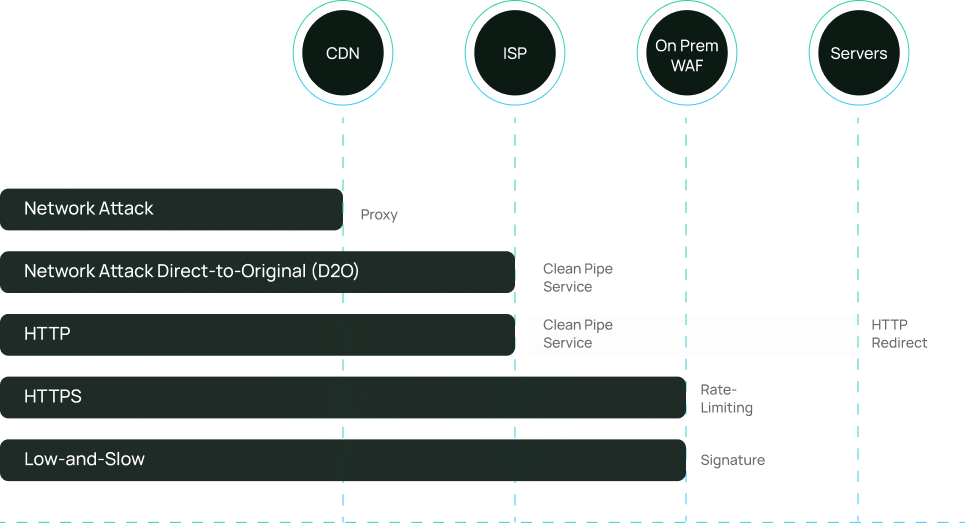 CDN
ISP
On Prem
WAF
Servers
Network Attack
Proxy
Network Attack Direct-to-Original (D2O)
Clean Pipe
Service
HTTP
Clean Pipe
Service
HTTP
Redirect
HTTPS
Rate-
Limiting
Low-and-Slow
Signature